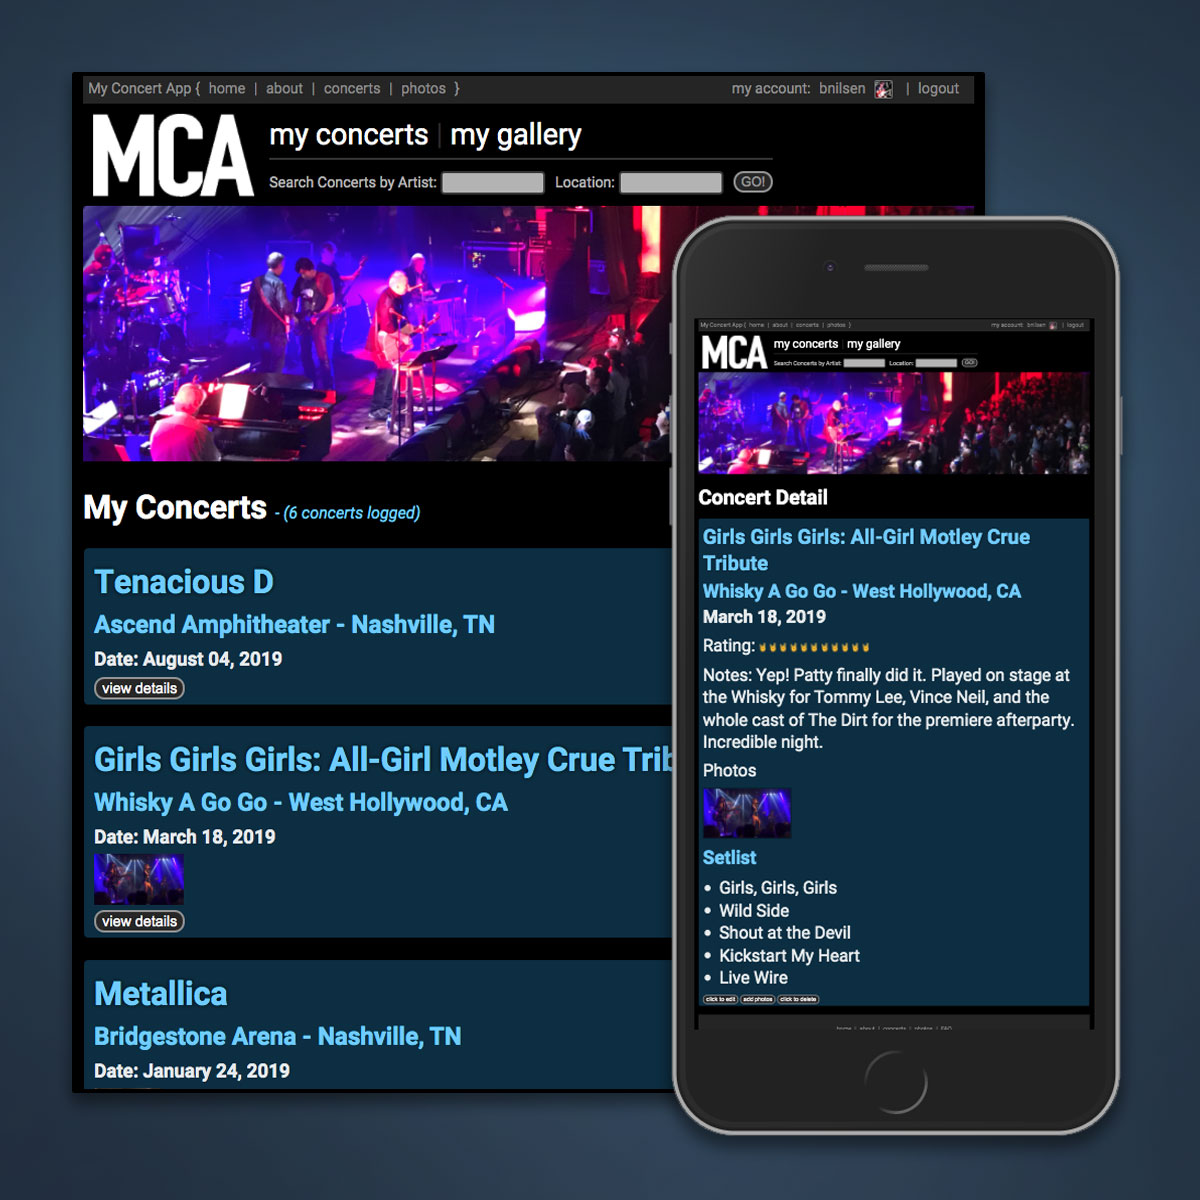 My Concert App { home | about | concerts | photos }
my account: bnilsen | logout
MCA
my concerts | my gallery
Search Concerts by Artist: Location: GO!
My Concerts - (6 concerts logged)
Tenacious D
Ascend Amphitheater - Nashville, TN
Date: August 04, 2019
view details
Girls Girls Girls: All-Girl Motley Crue Trib
Whisky A Go Go - West Hollywood, CA
Date: March 18, 2019
view details
Metallica
Bridgestone Arena - Nashville, TN
Date: January 24, 2019
My Concert App { home | about | concerts | photos }
my account: bnilsen | logout
MCA
my concerts | my gallery
Search Concerts by Artist: Location: GO!
Concert Detail
Girls Girls Girls: All-Girl Motley Crue
Tribute
Whisky A Go Go - West Hollywood, CA
March 18, 2019
Rating:
Notes: Yep! Patty finally did it. Played on stage at
the Whisky for Tommy Lee, Vince Neil, and the
whole cast of The Dirt for the premiere afterparty.
Incredible night.
Photos
Setlist
• Girls, Girls, Girls
• Wild Side
• Shout at the Devil
• Kickstart My Heart
• Live Wire
click to edit add photos click to delete
home | about | concerts | photos | FAQ